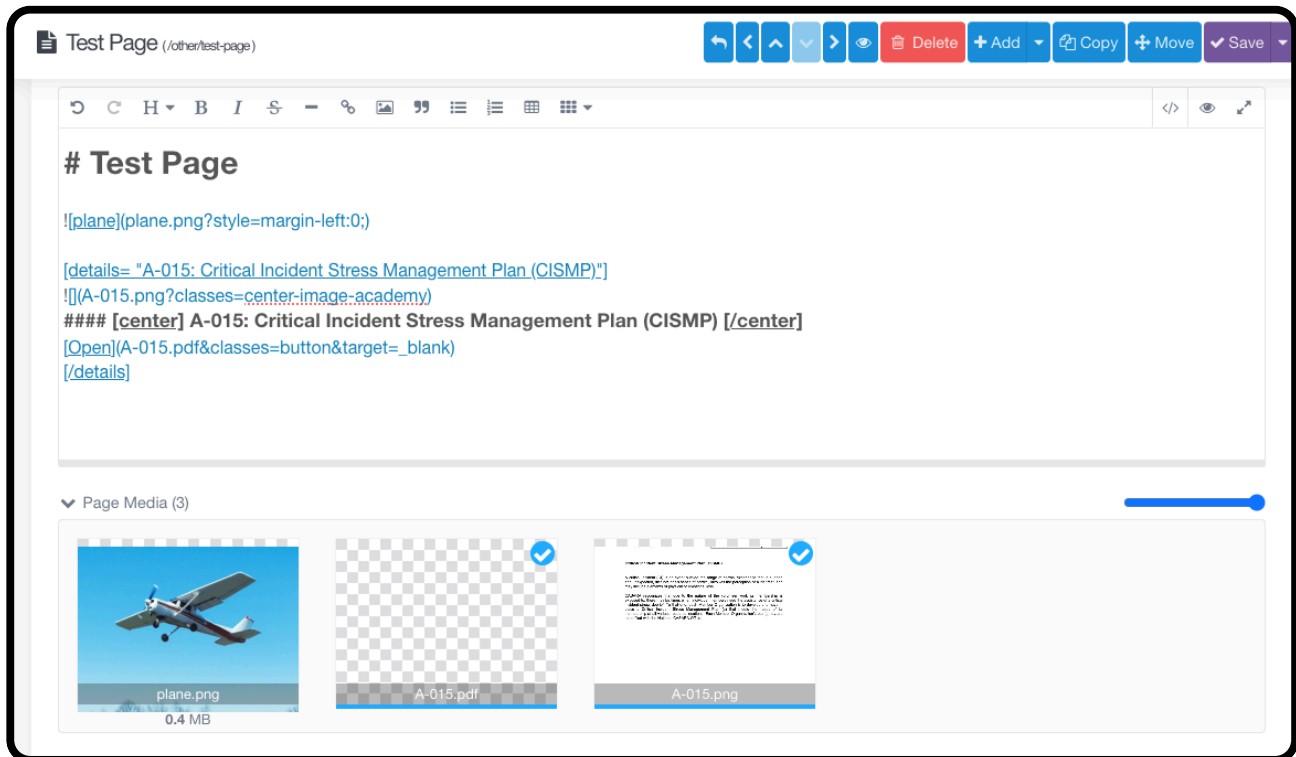 Test Page (/other/test-page)
Delete
Add
Copy
Move
Save
H B I S
# Test Page
![plane](plane.png?style=margin-left:0;)
[details= "A-015: Critical Incident Stress Management Plan (CISMP)"]
![](A-015.png?classes=center-image-academy)
#### [center] A-015: Critical Incident Stress Management Plan (CISMP) [/center]
[Open](A-015.pdf&classes=button&target=_blank)
[/details]
Page Media (3)
plane.png
0.4 MB
A-015.pdf
A-015.png